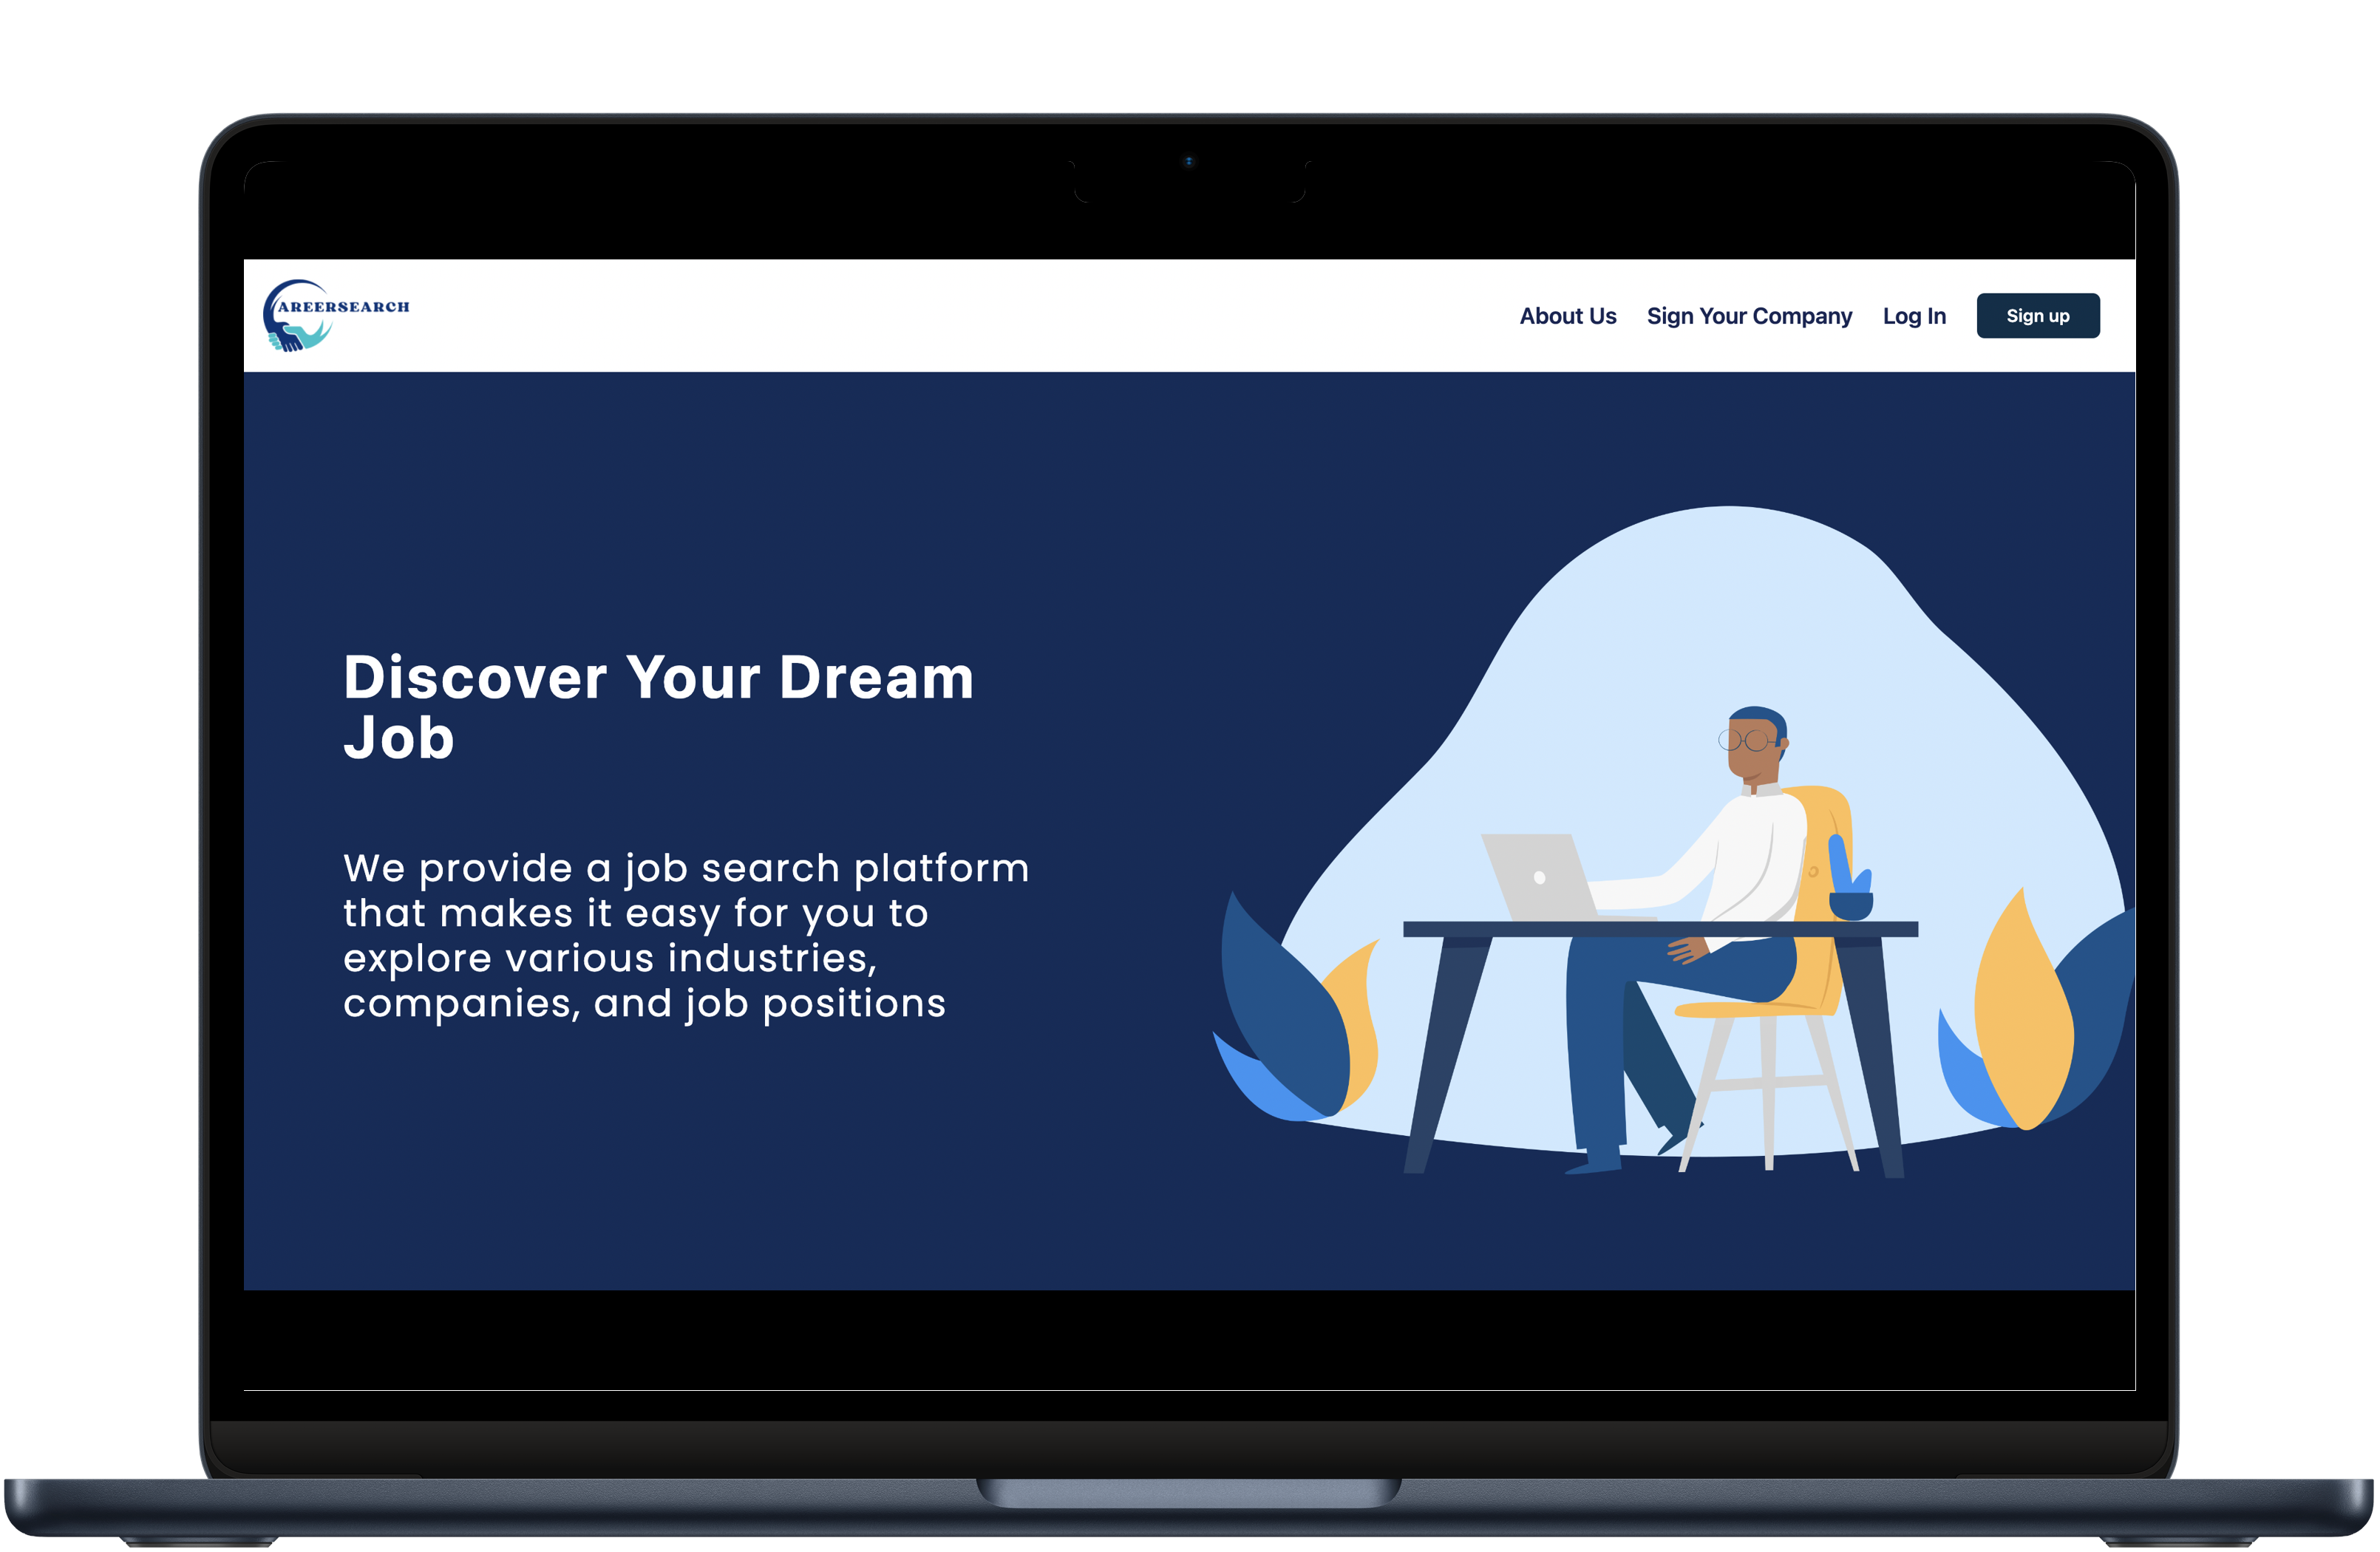 CAREERSEARCH
About Us Sign Your Company Log In Sign up
Discover Your Dream
Job
We provide a job search platform
that makes it easy for you to
explore various industries,
companies, and job positions